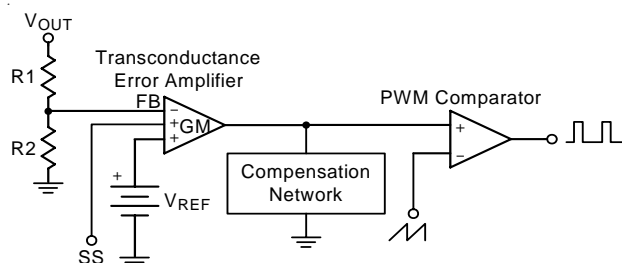 VOUT
R1
R2
Transconductance
Error Amplifier
FB
−
+
+
GM
+
VREF
SS
Compensation
Network
PWM Comparator
+
−